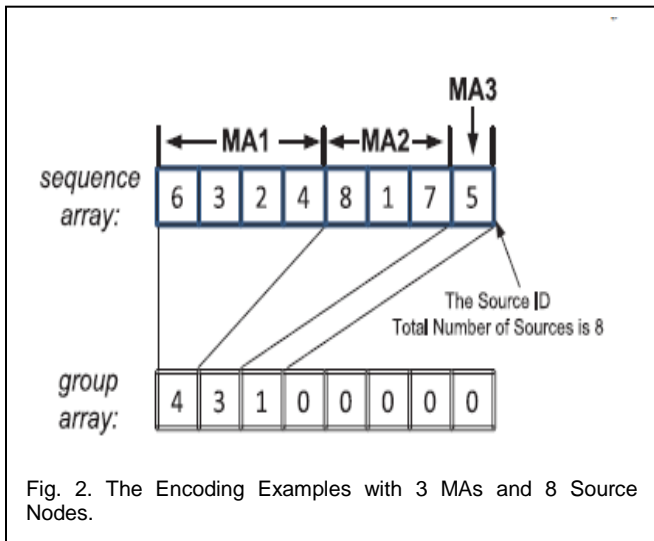 MA3
MA1 MA2
sequence array: 6 3 2 4 8 1 7 5
The Source ID
Total Number of Sources is 8
group array: 4 3 1 0 0 0 0 0
Fig. 2. The Encoding Examples with 3 MAs and 8 Source
Nodes.